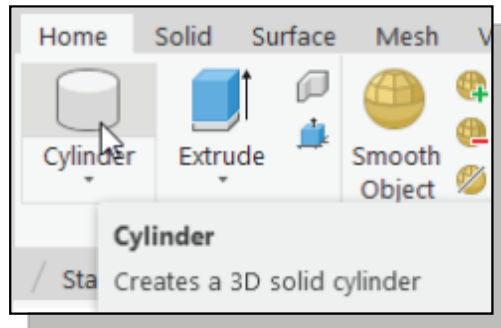 Home Solid Surface Mesh V
Cylinder Extrude Smooth
Object
Cylinder
Sta Creates a 3D solid cylinder